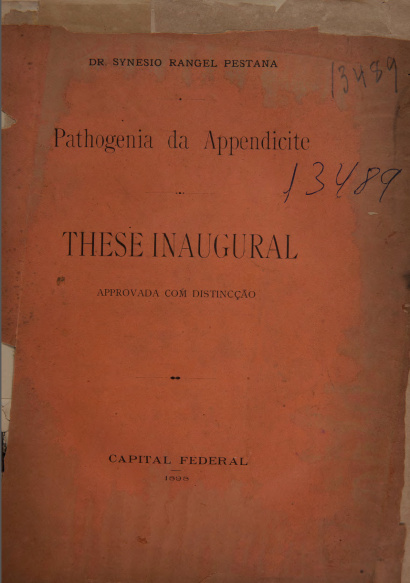 DR. SYNESIO RANGEL PESTANA
13489
Pathogenia da Appendicite
13489
THESE INAUGURAL
APPROVADA COM DISTINCÇÃO
CAPITAL FEDERAL